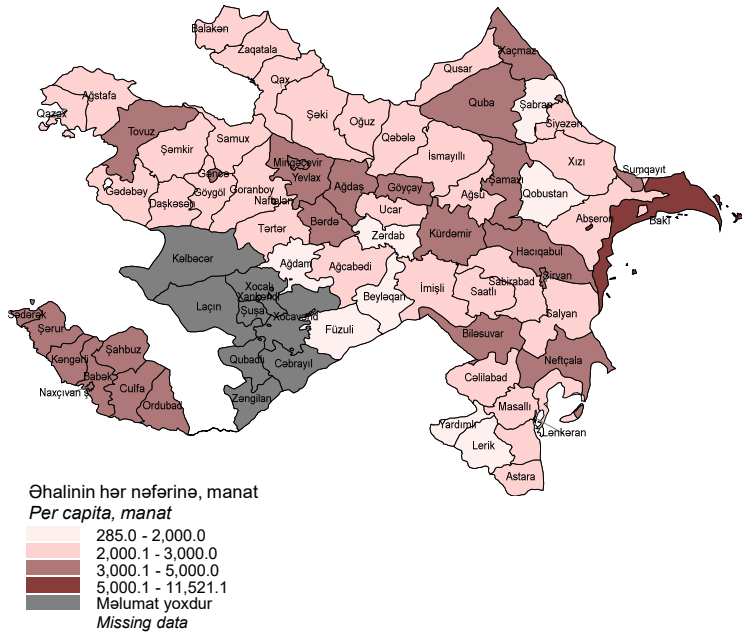 Balakən
Zaqatala
Xaçmaz
Qusar
Qax
Ağstafa
Quba
Şabran
Qazax
Şəki
Oğuz
Siyəzən
Tovuz
Qəbələ
Samux
Şəmkir
İsmayıllı
Xızı
Mingəçevir
Sumqayıt
Gəncə
Yevlax
Şamaxı
Gədəbəy
Göygöl
Goranboy
Ağdaş
Göyçay
Ağsu
Qobustan
Daşkəsən
Naftalan
Ucar
Abşeron
Bakı
Bərdə
Tərtər
Zərdab
Kürdəmir
Hacıqabul
Kəlbəcər
Ağdam
Ağcabədi
Şirvan
Xocalı
İmişli
Sabirabad
Xankəndi
Beyləqan
Saatlı
Laçın
Şuşa
Xocavənd
Salyan
Sədərək
Füzuli
Şərur
Biləsuvar
Şahbuz
Kəngərli
Qubadlı
Cəbrayıl
Neftçala
Babək
Cəlilabad
Naxçıvan ş.
Culfa
Zəngilan
Ordubad
Masallı
Yardımlı
Lənkəran
Lerik
Astara
Əhalinin hər nəfərinə, manat
Per capita, manat
285.0 - 2,000.0
2,000.1 - 3,000.0
3,000.1 - 5,000.0
5,000.1 - 11,521.1
Məlumat yoxdur
Missing data